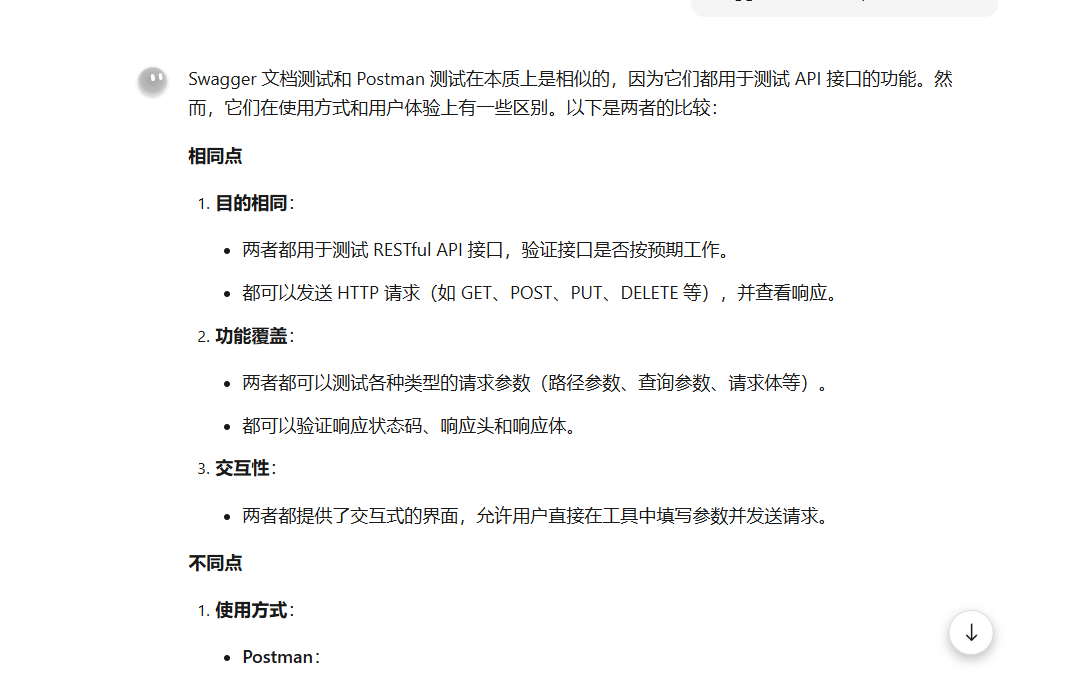 Swagger 文档测试和 Postman 测试在本质上是相似的，因为它们都用于测试 API 接口的功能。然
而，它们在使用方式和用户体验上有一些区别。以下是两者的比较：
相同点
1. 目的相同：
• 两者都用于测试 RESTful API 接口，验证接口是否按预期工作。
• 都可以发送 HTTP 请求（如 GET、POST、PUT、DELETE 等），并查看响应。
2. 功能覆盖：
• 两者都可以测试各种类型的请求参数（路径参数、查询参数、请求体等）。
• 都可以验证响应状态码、响应头和响应体。
3. 交互性：
• 两者都提供了交互式的界面，允许用户直接在工具中填写参数并发送请求。
不同点
1. 使用方式：
• Postman：